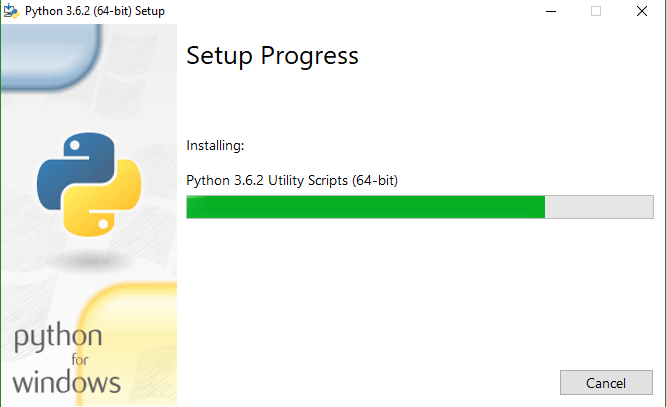 Python 3.6.2 (64-bit) Setup
Setup Progress
Installing:
Python 3.6.2 Utility Scripts (64-bit)
python
for
windows
Cancel